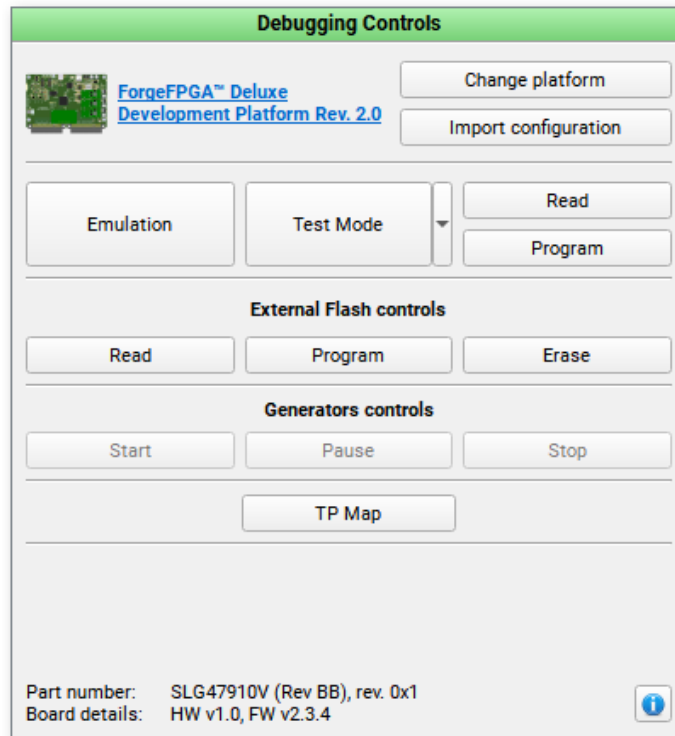 Debugging Controls
ForgeFPGA™ Deluxe
Development Platform Rev. 2.0
Change platform
Import configuration
Emulation
Test Mode
Read
Program
External Flash controls
Read
Program
Erase
Generators controls
Start
Pause
Stop
TP Map
Part number: SLG47910V (Rev BB), rev. 0x1
Board details: HW v1.0, FW v2.3.4